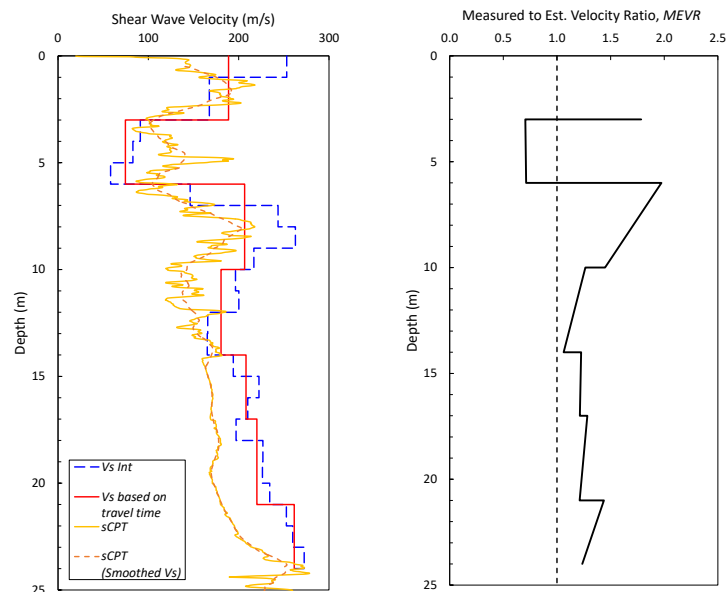 Shear Wave Velocity (m/s)
0 100 200 300
0
5
10
15
20
25
Depth (m)
Vs Int
Vs based on
travel time
sCPT
sCPT
(Smoothed Vs)
Measured to Est. Velocity Ratio, MEVR
0.0 0.5 1.0 1.5 2.0 2.5
0
5
10
15
20
25
Depth (m)